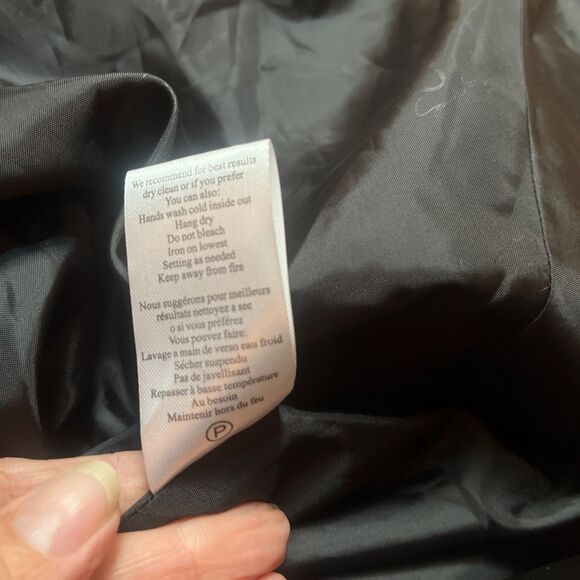 We recommend for best results
dry clean or if you prefer
You can also:
Hands wash cold inside out
Hang dry
Do not bleach
Iron on lowest
Setting as needed
Keep away from fire
Nous suggérons pour meilleurs
résultats nettoyez a sec
o si vous préférez
Vous pouvez faire:
Lavage a main de verso eau froid
Sécher suspendu
Pas de javellisant
Repasser à basse température
Au besoin
Maintenir hors du feu
P